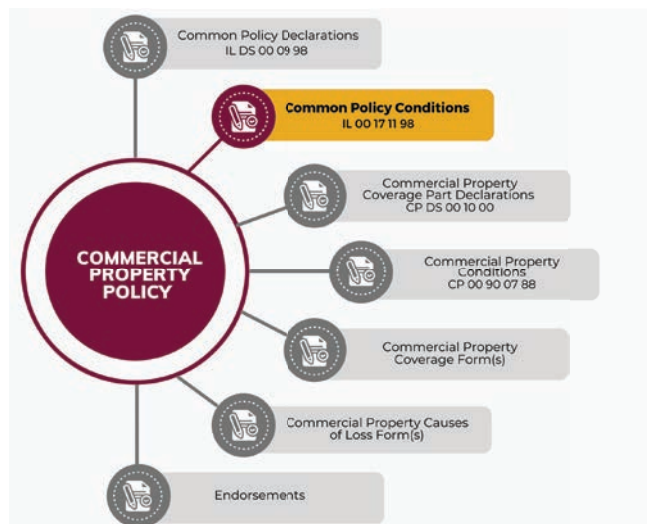 Common Policy Declarations
IL DS 00 09 98
Common Policy Conditions
IL 00 17 11 98
Commercial Property
Coverage Part Declarations
CP DS 00 10 00
COMMERCIAL
PROPERTY
POLICY
Commercial Property
Conditions
CP 00 90 07 88
Commercial Property
Coverage Form(s)
Commercial Property Causes
of Loss Form(s)
Endorsements